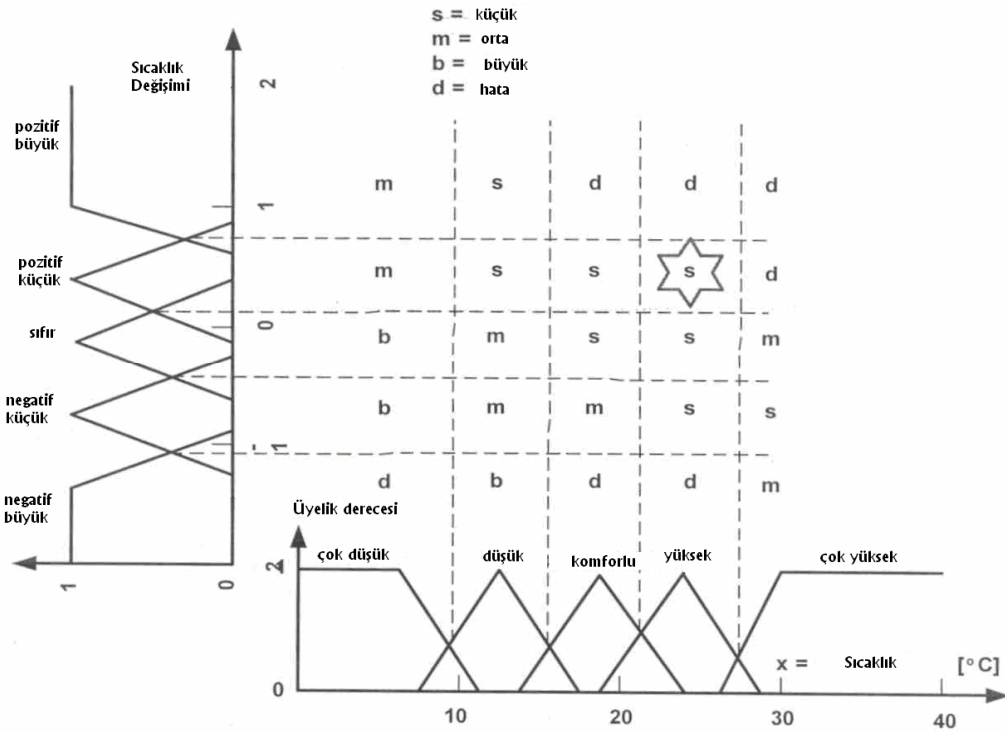 s = küçük
m = orta
b = büyük
d = hata
Sıcaklık
Değişimi
2
pozitif
büyük
1
pozitif
küçük
sıfır
0
negatif
küçük
-1
negatif
büyük
1
0
m s d d d
m s s s d
b m s s m
b m m s s
d b d d m
Üyelik derecesi
çok düşük düşük komforlu yüksek çok yüksek
2
0
x = Sıcaklık [°C]
10 20 30 40